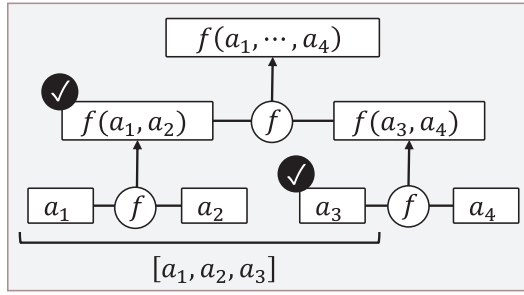 f(a₁, ⋯, a₄)
f(a₁, a₂)
f
f(a₃, a₄)
a₁
f
a₂
a₃
f
a₄
[a₁, a₂, a₃]